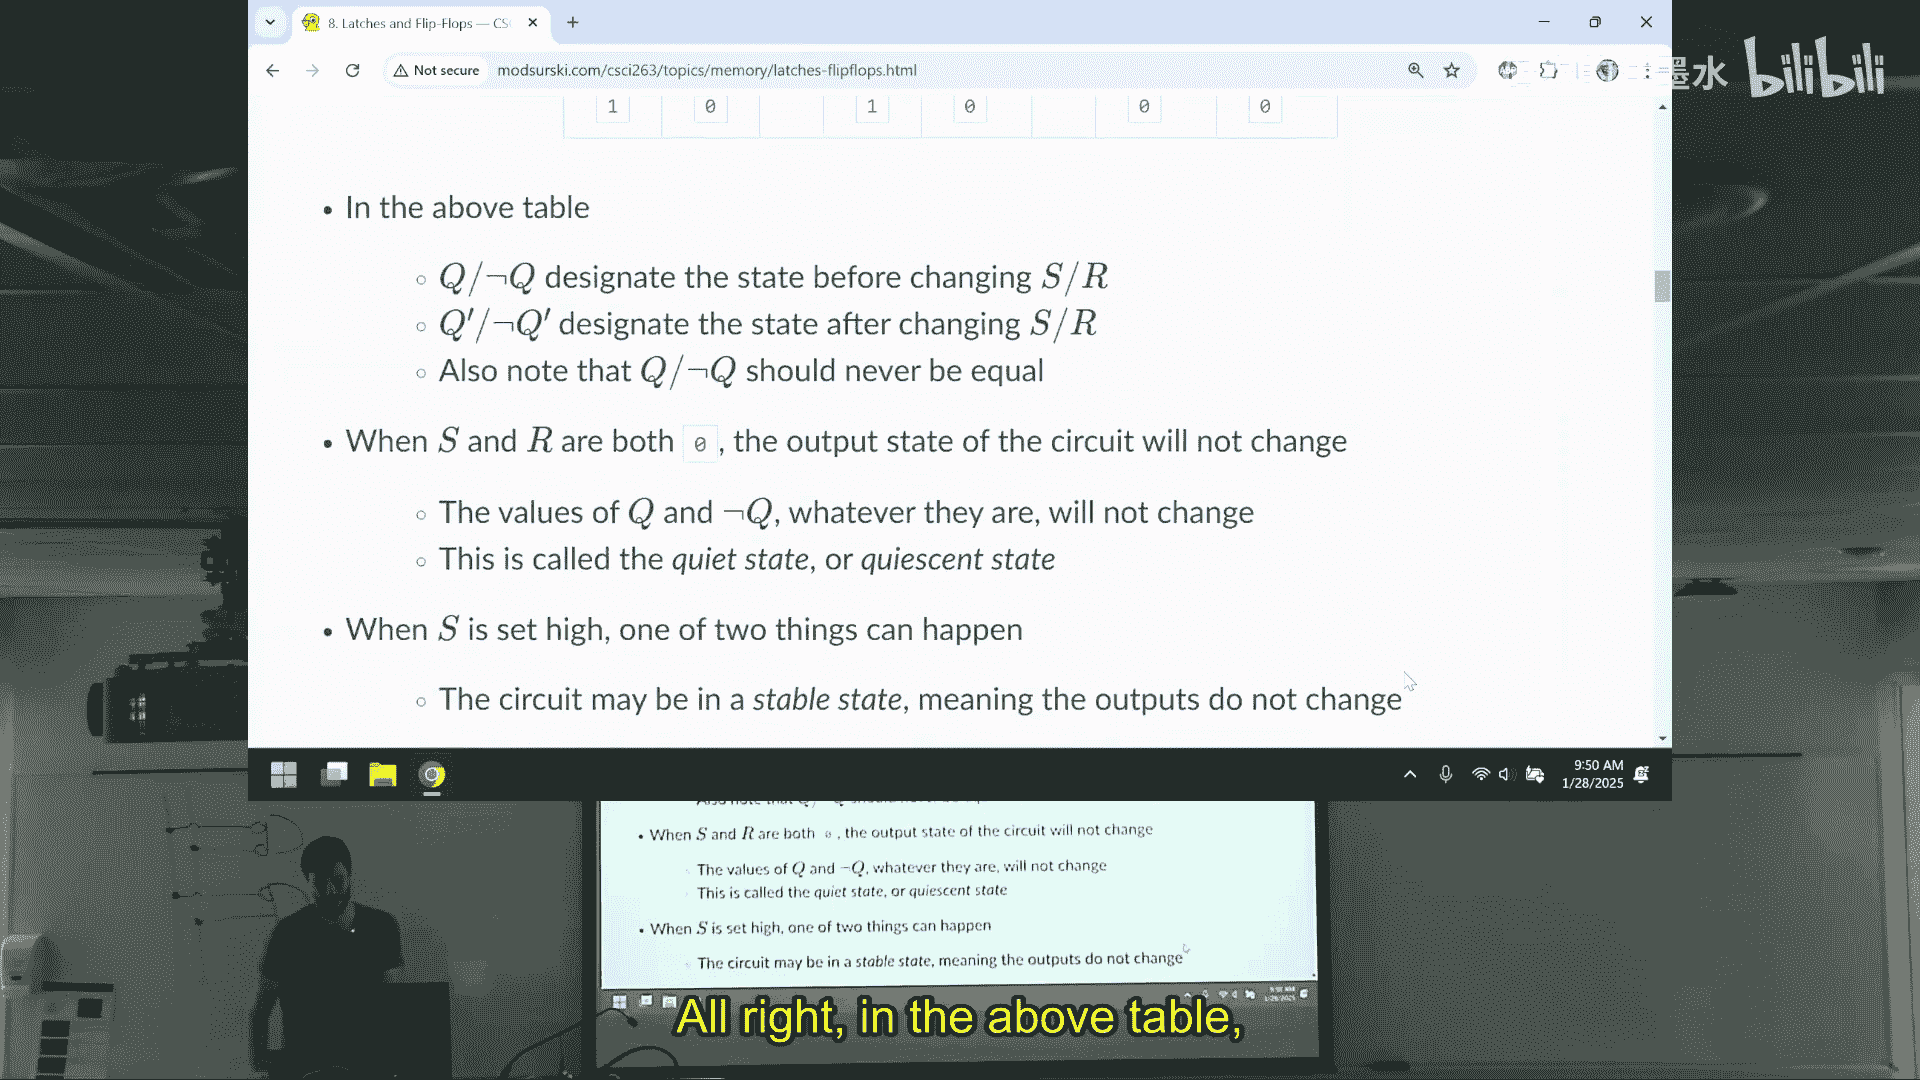 8. Latches and Flip-Flops — CS
Not secure
modsurski.com/csci263/topics/memory/latches-flipflops.html
墨水 bilibili
1 0 1 0 0 0
• In the above table
◦ Q/¬Q designate the state before changing S/R
◦ Q′/¬Q′ designate the state after changing S/R
◦ Also note that Q/¬Q should never be equal
• When S and R are both 0, the output state of the circuit will not change
◦ The values of Q and ¬Q, whatever they are, will not change
◦ This is called the quiet state, or quiescent state
• When S is set high, one of two things can happen
◦ The circuit may be in a stable state, meaning the outputs do not change
9:50 AM
1/28/2025
• When S and R are both 0, the output state of the circuit will not change
The values of Q and ¬Q, whatever they are, will not change
This is called the quiet state, or quiescent state
• When S is set high, one of two things can happen
The circuit may be in a stable state, meaning the outputs do not change
All right, in the above table,